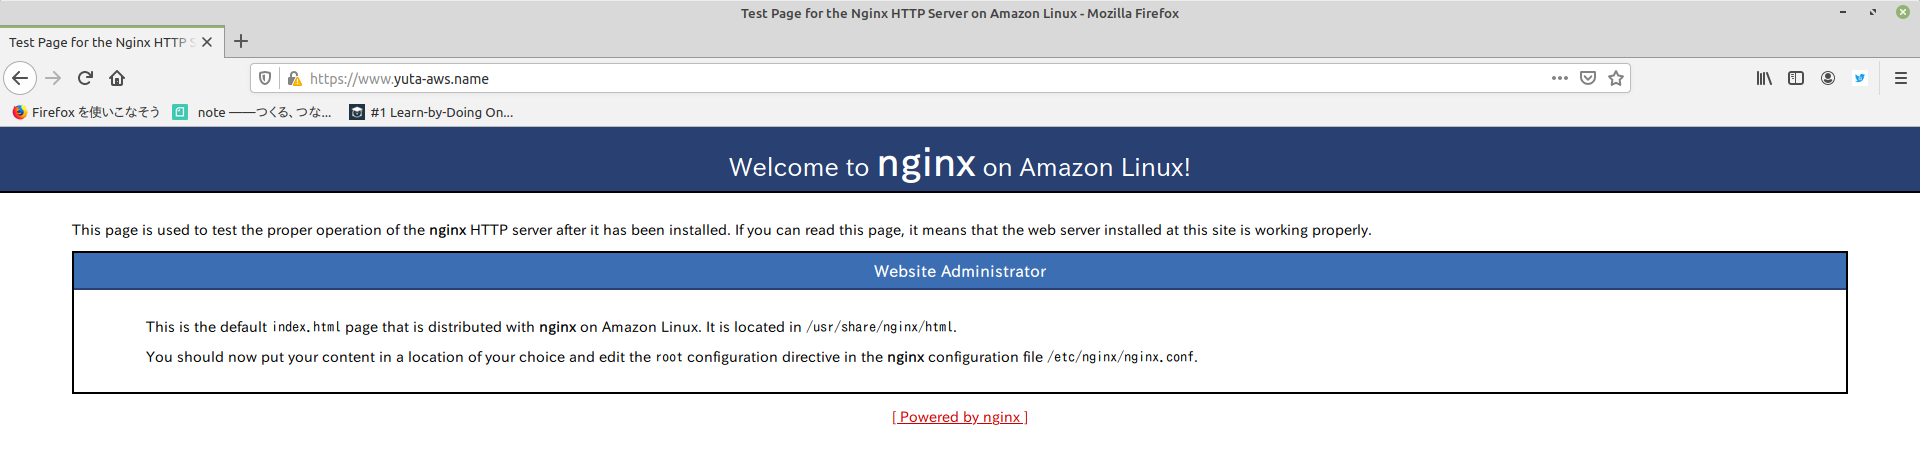 Test Page for the Nginx HTTP Server on Amazon Linux - Mozilla Firefox
Test Page for the Nginx HTTP S
https://www.yuta-aws.name
Firefox を使いこなそう note ――つくる、つな... #1 Learn-by-Doing On...
Welcome to nginx on Amazon Linux!
This page is used to test the proper operation of the nginx HTTP server after it has been installed. If you can read this page, it means that the web server installed at this site is working properly.
Website Administrator
This is the default index.html page that is distributed with nginx on Amazon Linux. It is located in /usr/share/nginx/html.
You should now put your content in a location of your choice and edit the root configuration directive in the nginx configuration file /etc/nginx/nginx.conf.
[ Powered by nginx ]